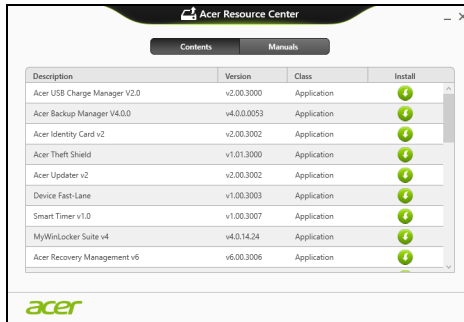 Acer Resource Center
Contents Manuals
Description Version Class Install
Acer USB Charge Manager V2.0 v2.00.3000 Application
Acer Backup Manager V4.0.0 v4.0.0.0053 Application
Acer Identity Card v2 v2.00.3002 Application
Acer Theft Shield v1.01.3000 Application
Acer Updater v2 v2.00.3002 Application
Device Fast-Lane v1.00.3003 Application
Smart Timer v1.0 v1.00.3007 Application
MyWinLocker Suite v4 v4.0.14.24 Application
Acer Recovery Management v6 v6.00.3006 Application
acer